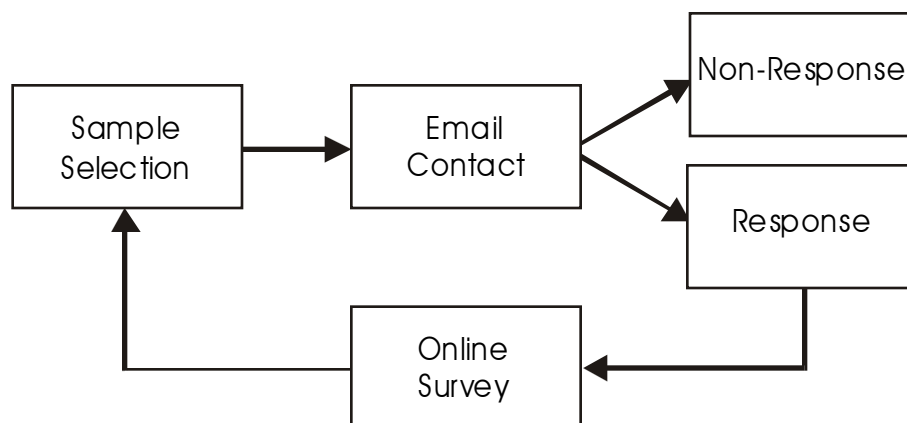 Sample
Selection
Email
Contact
Non-Response
Response
Online
Survey